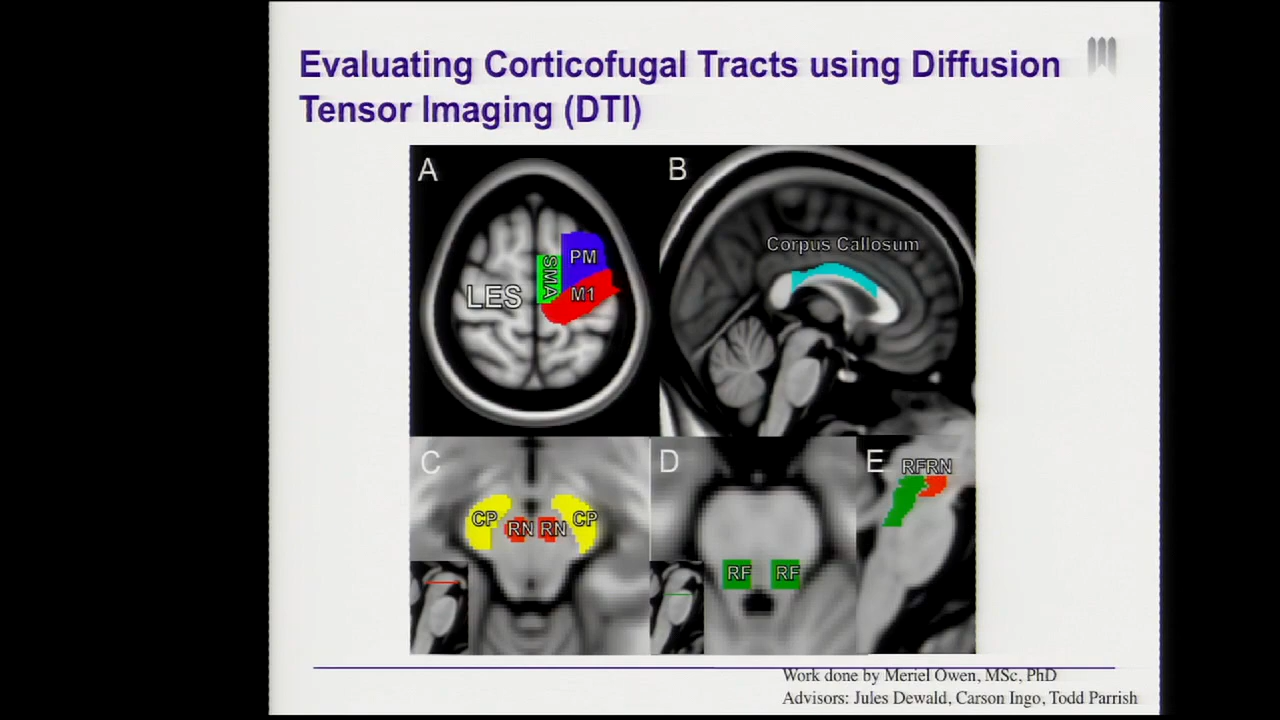 Evaluating Corticofugal Tracts using Diffusion
Tensor Imaging (DTI)
A
B
Corpus Callosum
PM
SMA
LES
M1
C
D
E
RFRN
CP
RN
RN
CP
RF
RF
Work done by Meriel Owen, MSc, PhD
Advisors: Jules Dewald, Carson Ingo, Todd Parrish